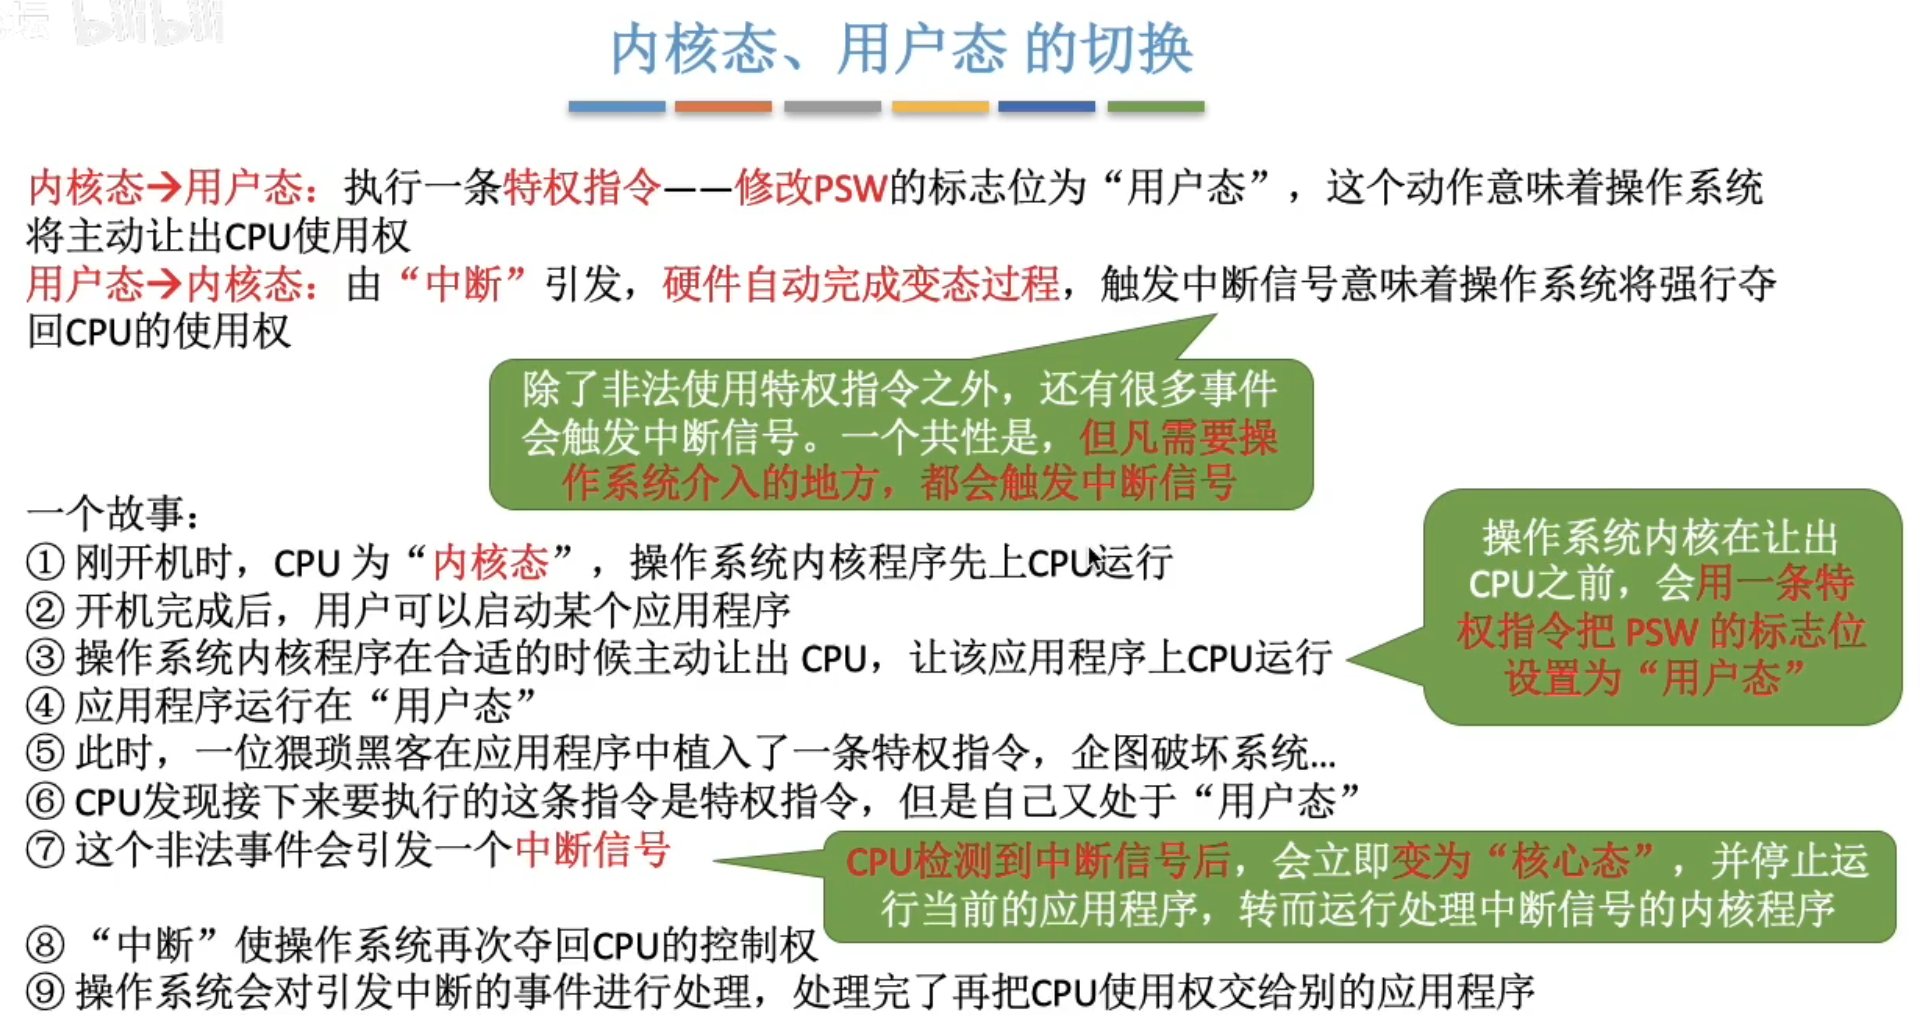 坛 bilibili
内核态、用户态 的切换
内核态→用户态：执行一条特权指令——修改PSW的标志位为“用户态”，这个动作意味着操作系统
将主动让出CPU使用权
用户态→内核态：由“中断”引发，硬件自动完成变态过程，触发中断信号意味着操作系统将强行夺
回CPU的使用权
除了非法使用特权指令之外，还有很多事件
会触发中断信号。一个共性是，但凡需要操
作系统介入的地方，都会触发中断信号
一个故事：
① 刚开机时，CPU 为“内核态”，操作系统内核程序先上CPU运行
② 开机完成后，用户可以启动某个应用程序
③ 操作系统内核程序在合适的时候主动让出 CPU，让该应用程序上CPU运行
操作系统内核在让出
CPU之前，会用一条特
权指令把 PSW 的标志位
设置为“用户态”
④ 应用程序运行在“用户态”
⑤ 此时，一位猥琐黑客在应用程序中植入了一条特权指令，企图破坏系统...
⑥ CPU发现接下来要执行的这条指令是特权指令，但是自己又处于“用户态”
⑦ 这个非法事件会引发一个中断信号
CPU检测到中断信号后，会立即变为“核心态”，并停止运
行当前的应用程序，转而运行处理中断信号的内核程序
⑧ “中断”使操作系统再次夺回CPU的控制权
⑨ 操作系统会对引发中断的事件进行处理，处理完了再把CPU使用权交给别的应用程序